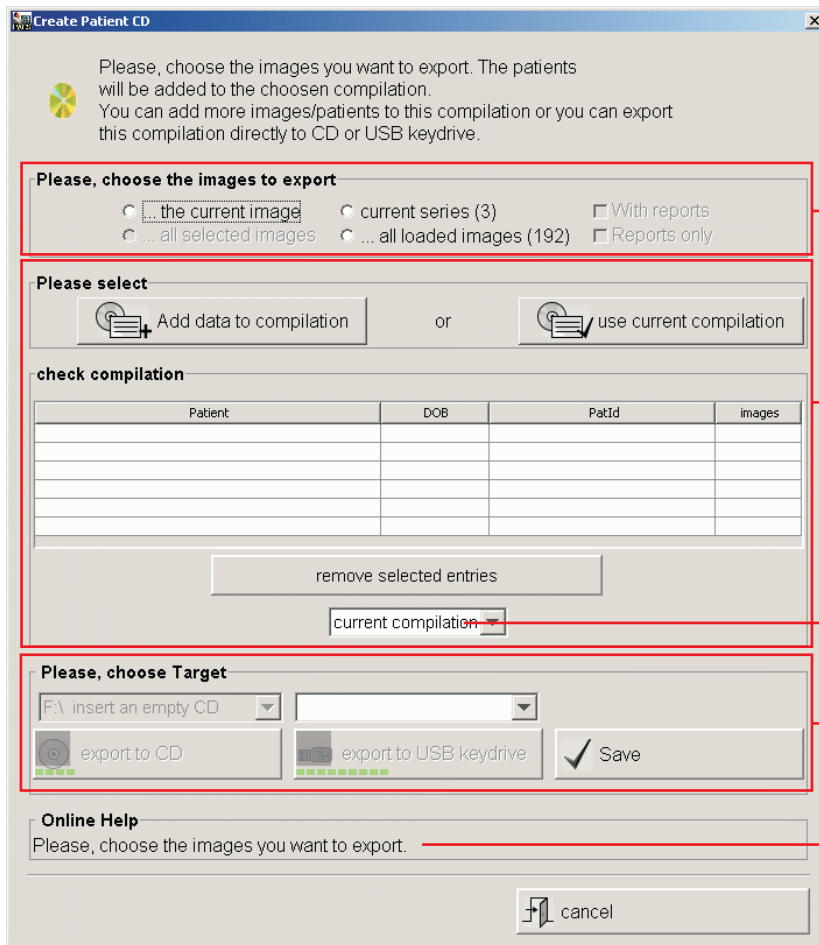 Create Patient CD
Please, choose the images you want to export. The patients
will be added to the choosen compilation.
You can add more images/patients to this compilation or you can export
this compilation directly to CD or USB keydrive.
Please, choose the images to export
... the current image
current series (3)
With reports
... all selected images
... all loaded images (192)
Reports only
Please select
Add data to compilation
or
use current compilation
check compilation
Patient
DOB
PatId
images
remove selected entries
current compilation
Please, choose Target
F:\ insert an empty CD
export to CD
export to USB keydrive
Save
Online Help
Please, choose the images you want to export.
cancel